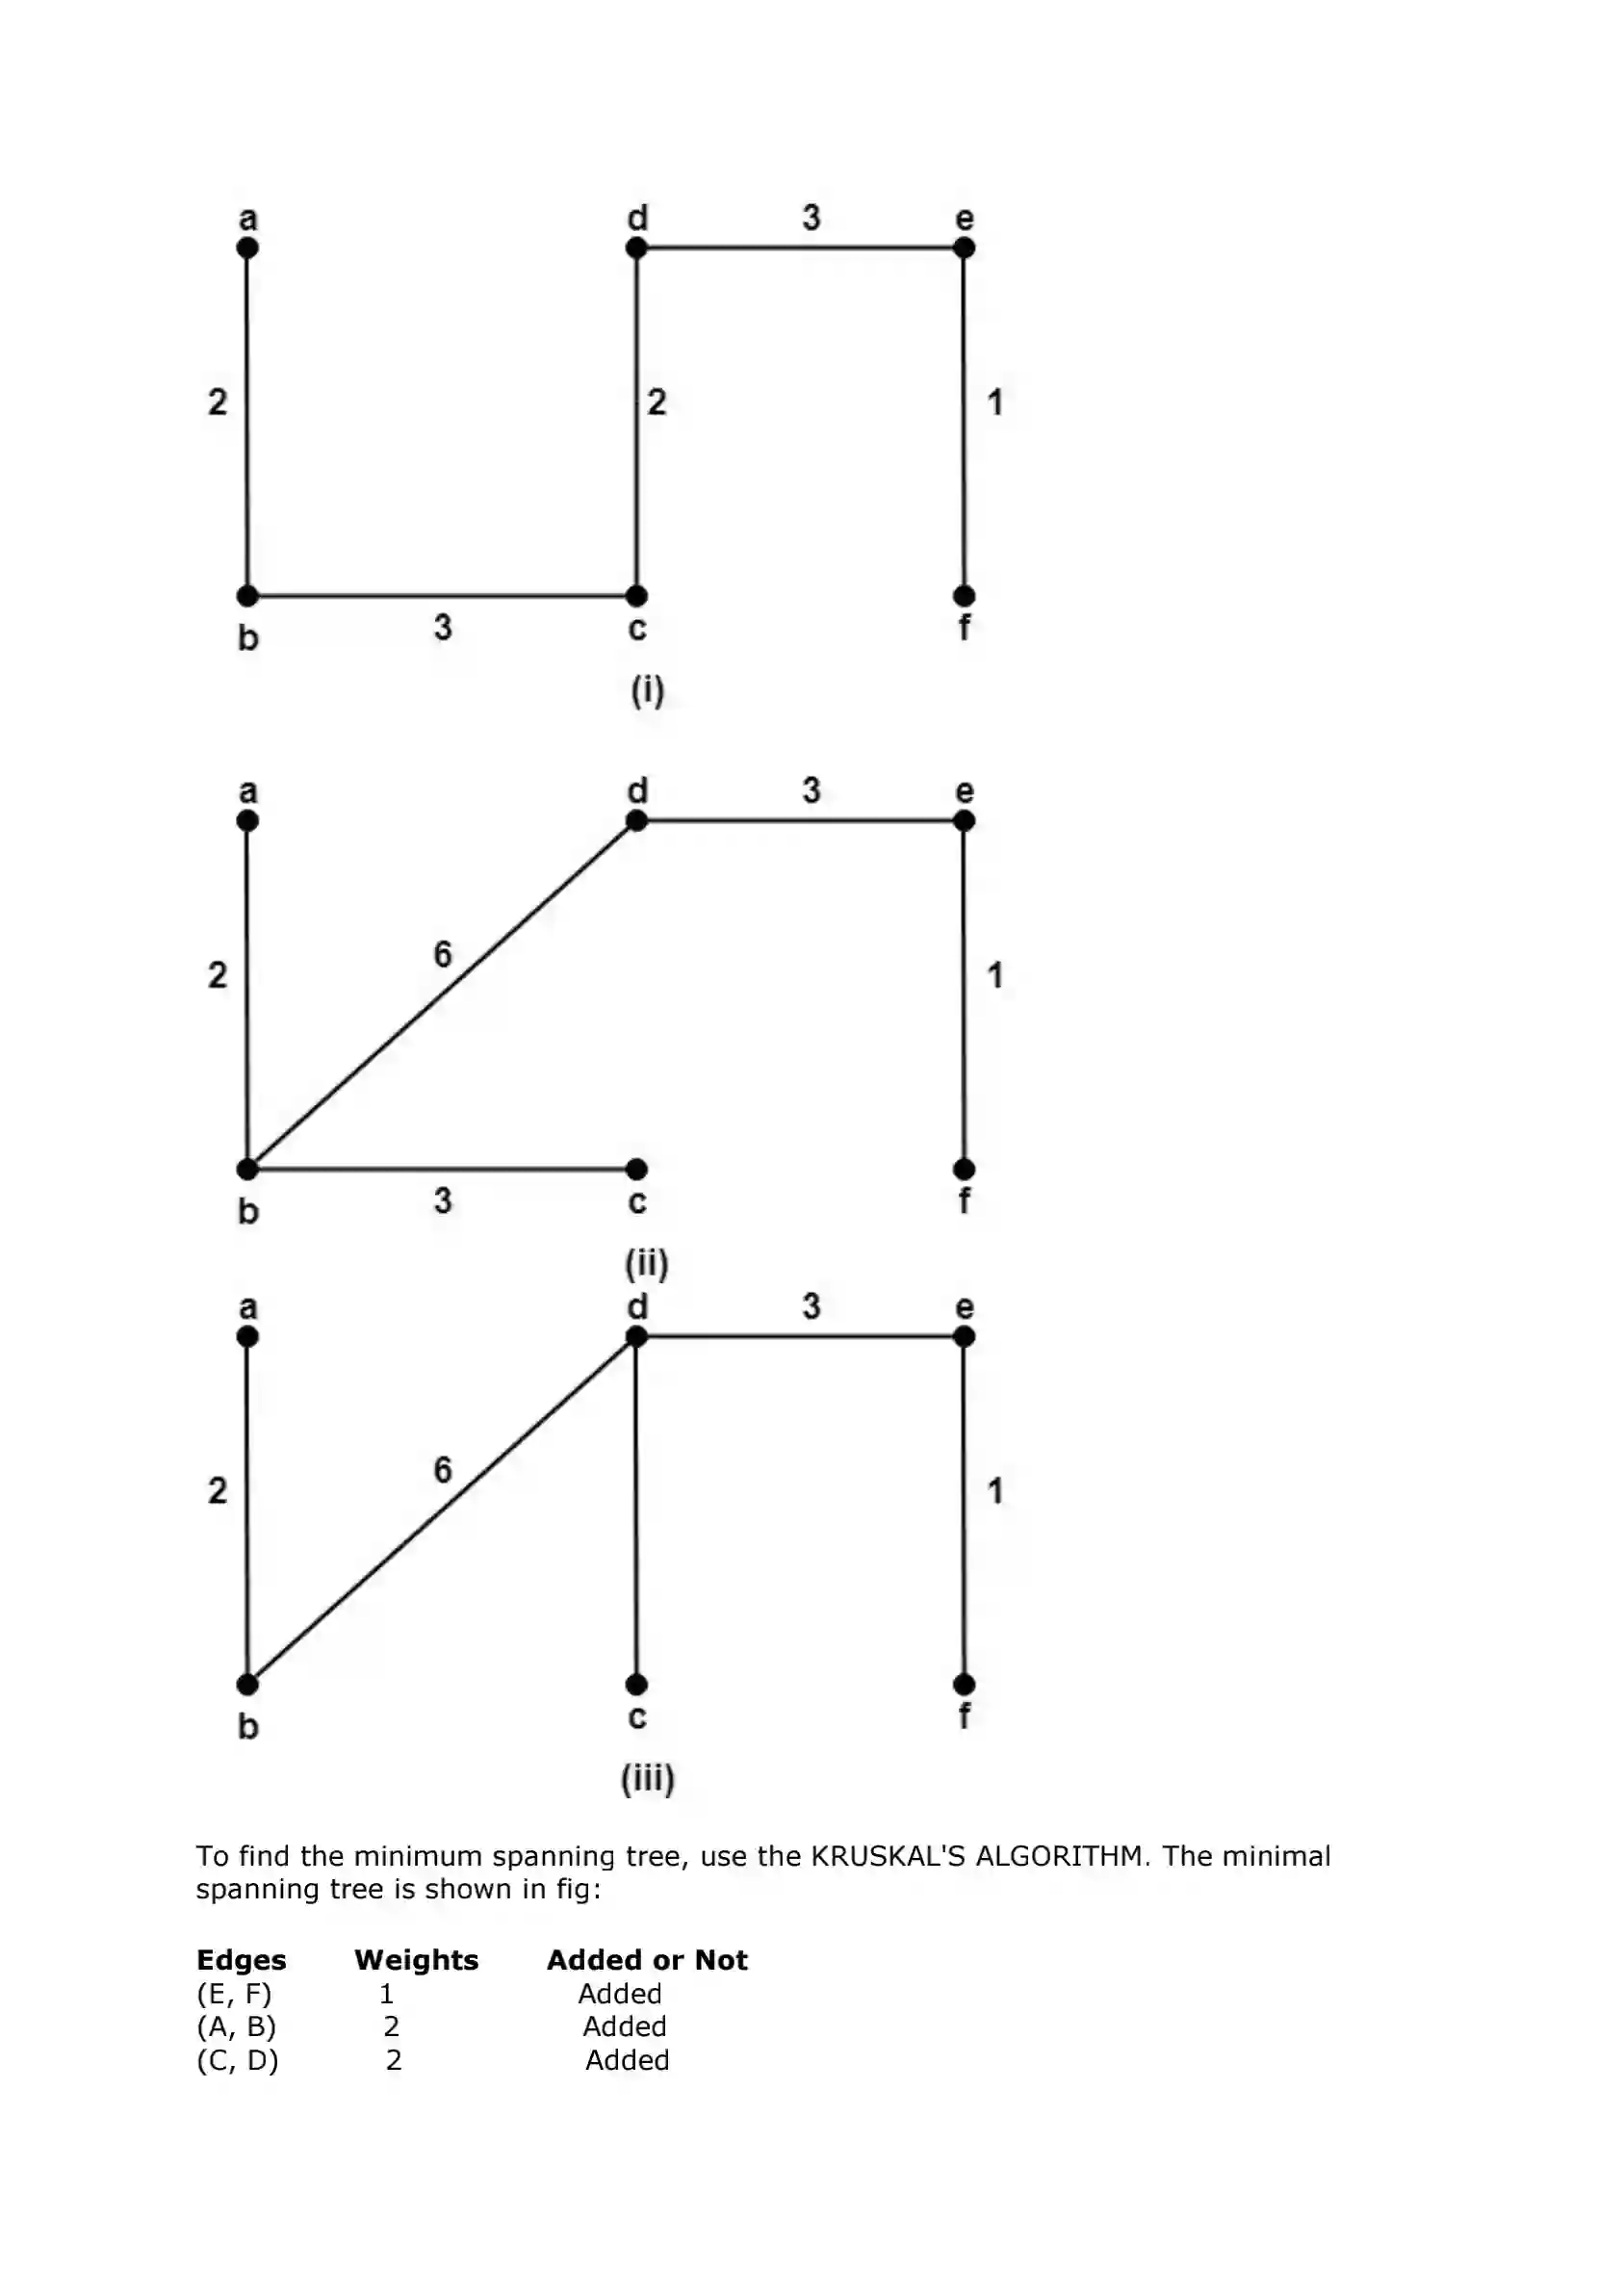 a d 3 e
2 2 1
b 3 c f
(i)
a d 3 e
6
2 1
b 3 c f
(ii)
a d 3 e
6
2 1
b c f
(iii)
To find the minimum spanning tree, use the KRUSKAL'S ALGORITHM. The minimal
spanning tree is shown in fig:
Edges Weights Added or Not
(E, F) 1 Added
(A, B) 2 Added
(C, D) 2 Added